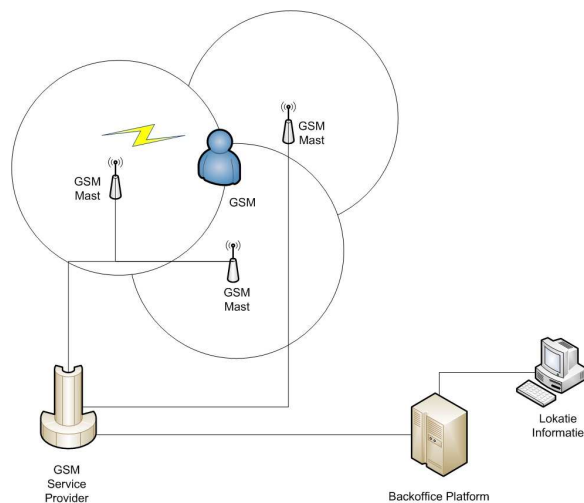 GSM
Mast
GSM
Mast
GSM
GSM
Mast
Lokatie
Informatie
GSM
Service
Provider
Backoffice Platform